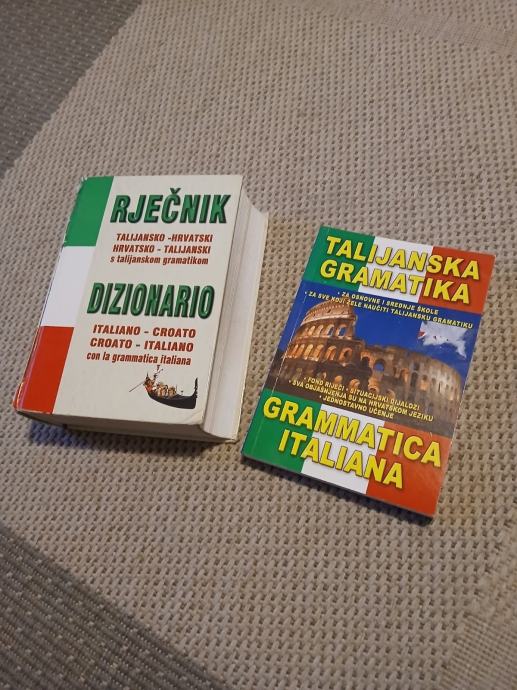 RJEČNIK
TALIJANSKO -HRVATSKI
HRVATSKO - TALIJANSKI
s talijanskom gramatikom
DIZIONARIO
ITALIANO - CROATO
CROATO - ITALIANO
con la grammatica italiana
TALIJANSKA
GRAMATIKA
• ZA OSNOVNE I SREDNJE ŠKOLE
• ZA SVE KOJI ŽELE NAUČITI TALIJANSKU GRAMATIKU
• FOND RIJEČI • SITUACIJSKI DIJALOZI
• SVA OBJAŠNJENJA SU NA HRVATSKOM JEZIKU
• JEDNOSTAVNO UČENJE
GRAMMATICA
ITALIANA